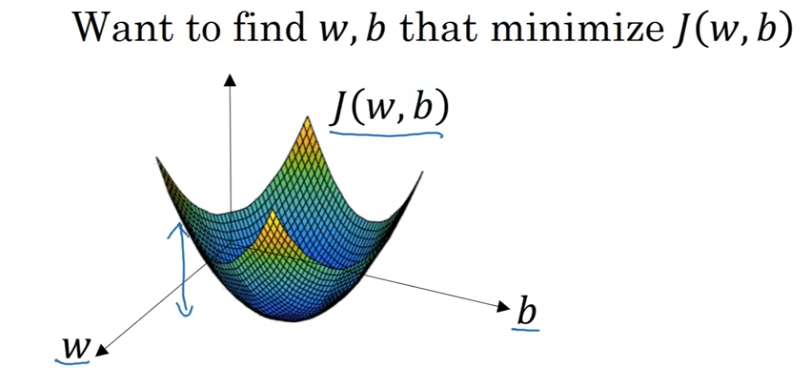 Want to find w, b that minimize J(w, b)
J(w, b)
b
w